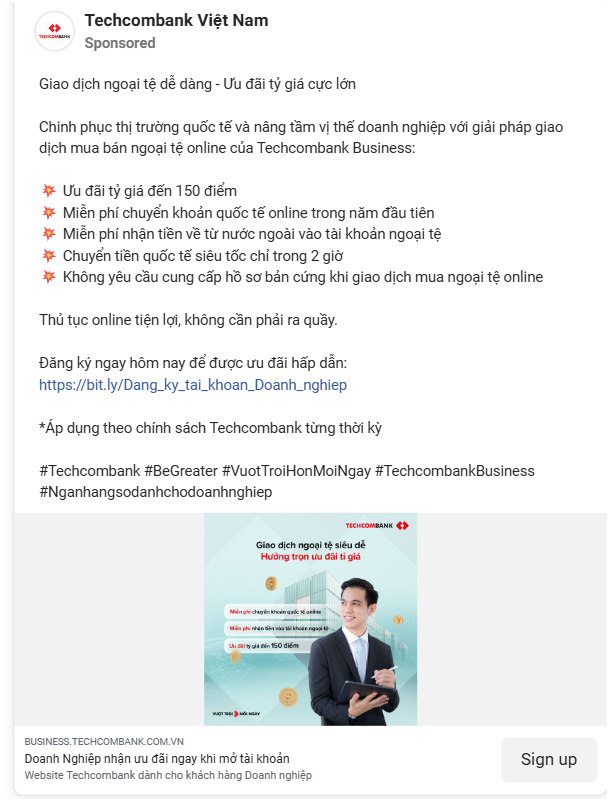 Techcombank Việt Nam
Sponsored
TECHCOMBANK
Giao dịch ngoại tệ dễ dàng - Ưu đãi tỷ giá cực lớn
Chinh phục thị trường quốc tế và nâng tầm vị thế doanh nghiệp với giải pháp giao
dịch mua bán ngoại tệ online của Techcombank Business:
💥 Ưu đãi tỷ giá đến 150 điểm
💥 Miễn phí chuyển khoản quốc tế online trong năm đầu tiên
💥 Miễn phí nhận tiền về từ nước ngoài vào tài khoản ngoại tệ
💥 Chuyển tiền quốc tế siêu tốc chỉ trong 2 giờ
💥 Không yêu cầu cung cấp hồ sơ bản cứng khi giao dịch mua ngoại tệ online
Thủ tục online tiện lợi, không cần phải ra quầy.
Đăng ký ngay hôm nay để được ưu đãi hấp dẫn:
https://bit.ly/Dang_ky_tai_khoan_Doanh_nghiep
*Áp dụng theo chính sách Techcombank từng thời kỳ
#Techcombank #BeGreater #VuotTroiHonMoiNgay #TechcombankBusiness
#Nganhangsodanhchodoanhnghiep
TECHCOMBANK
Giao dịch ngoại tệ siêu dễ
Hưởng trọn ưu đãi tỉ giá
Miễn phí chuyển khoản quốc tế online
Miễn phí nhận tiền vào tài khoản ngoại tệ
Ưu đãi tỷ giá đến 150 điểm
VƯỢT TRỘI MỖI NGÀY
BUSINESS.TECHCOMBANK.COM.VN
Doanh Nghiệp nhận ưu đãi ngay khi mở tài khoản
Website Techcombank dành cho khách hàng Doanh nghiệp
Sign up